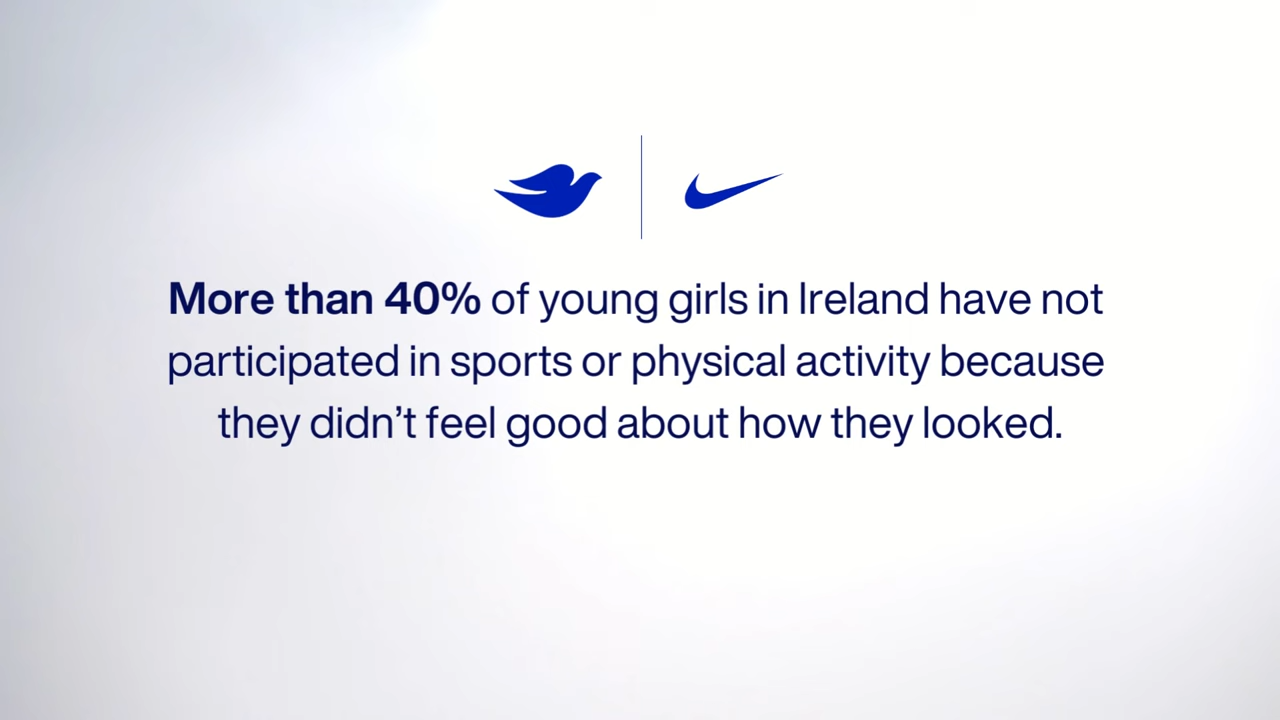 More than 40% of young girls in Ireland have not
participated in sports or physical activity because
they didn’t feel good about how they looked.